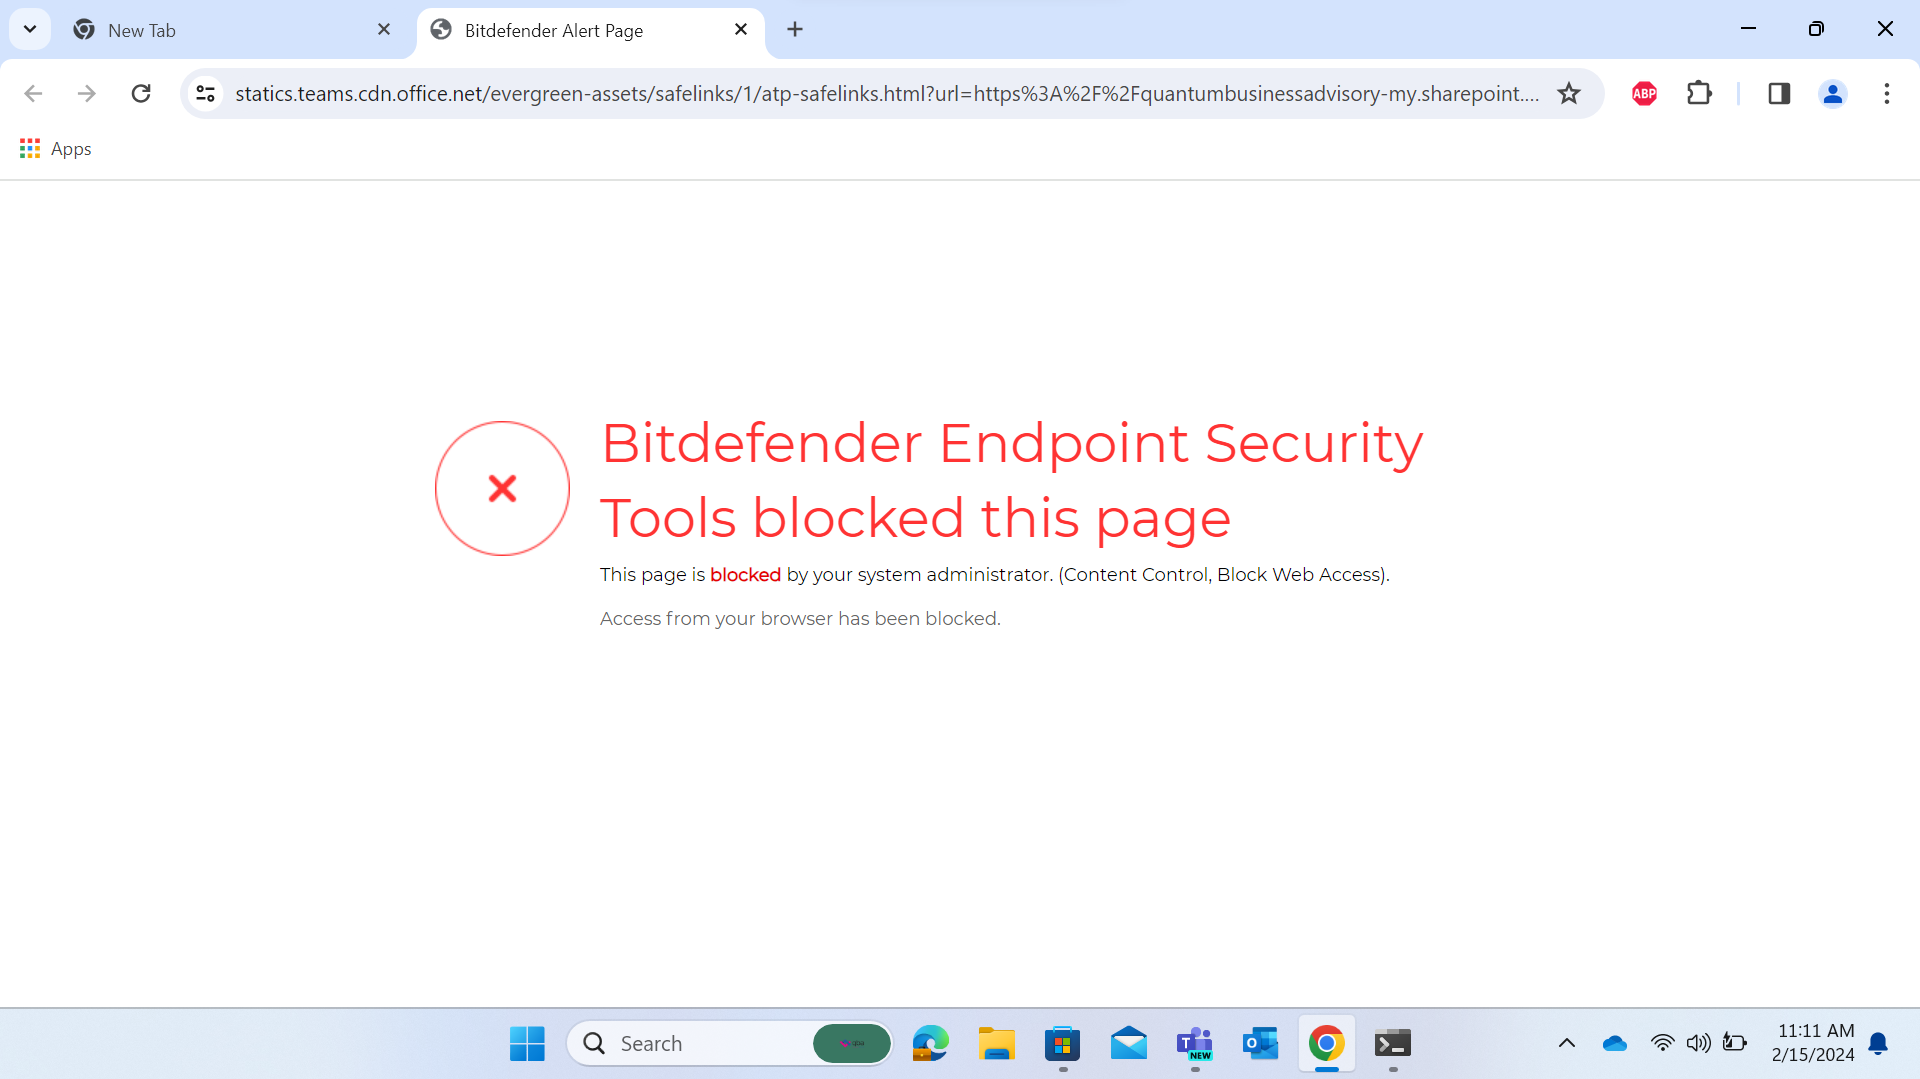 New Tab
Bitdefender Alert Page
statics.teams.cdn.office.net/evergreen-assets/safelinks/1/atp-safelinks.html?url=https%3A%2F%2Fquantumbusinessadvisory-my.sharepoint....
ABP
Apps
Bitdefender Endpoint Security
Tools blocked this page
This page is blocked by your system administrator. (Content Control, Block Web Access).
Access from your browser has been blocked.
Search
qba
NEW
11:11 AM
2/15/2024